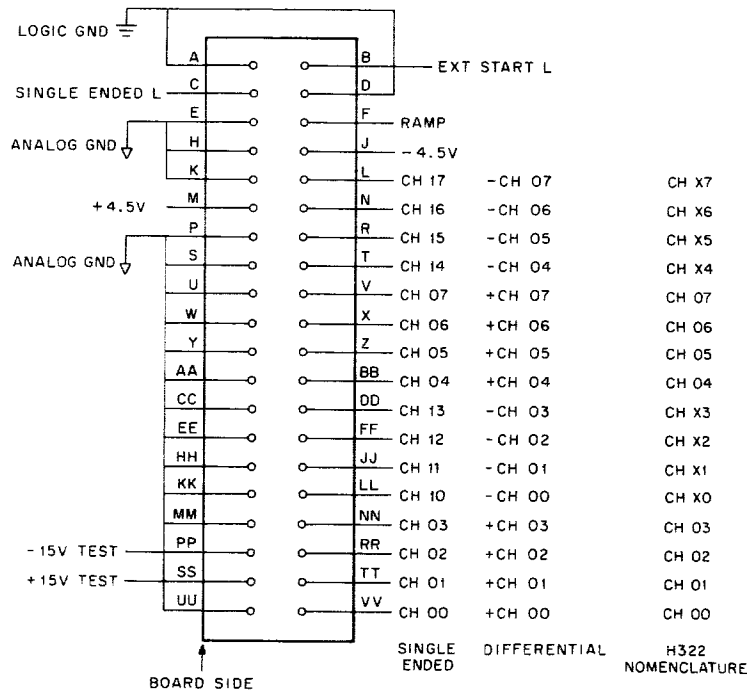 LOGIC GND
A B EXT START L
SINGLE ENDED L C D
E F RAMP
ANALOG GND H J -4.5V
K L CH 17 -CH 07 CH X7
+4.5V M N CH 16 -CH 06 CH X6
P R CH 15 -CH 05 CH X5
ANALOG GND S T CH 14 -CH 04 CH X4
U V CH 07 +CH 07 CH 07
W X CH 06 +CH 06 CH 06
Y Z CH 05 +CH 05 CH 05
AA BB CH 04 +CH 04 CH 04
CC DD CH 13 -CH 03 CH X3
EE FF CH 12 -CH 02 CH X2
HH JJ CH 11 -CH 01 CH X1
KK LL CH 10 -CH 00 CH X0
MM NN CH 03 +CH 03 CH 03
-15V TEST PP RR CH 02 +CH 02 CH 02
+15V TEST SS TT CH 01 +CH 01 CH 01
UU VV CH 00 +CH 00 CH 00
SINGLE DIFFERENTIAL H322
ENDED NOMENCLATURE
BOARD SIDE